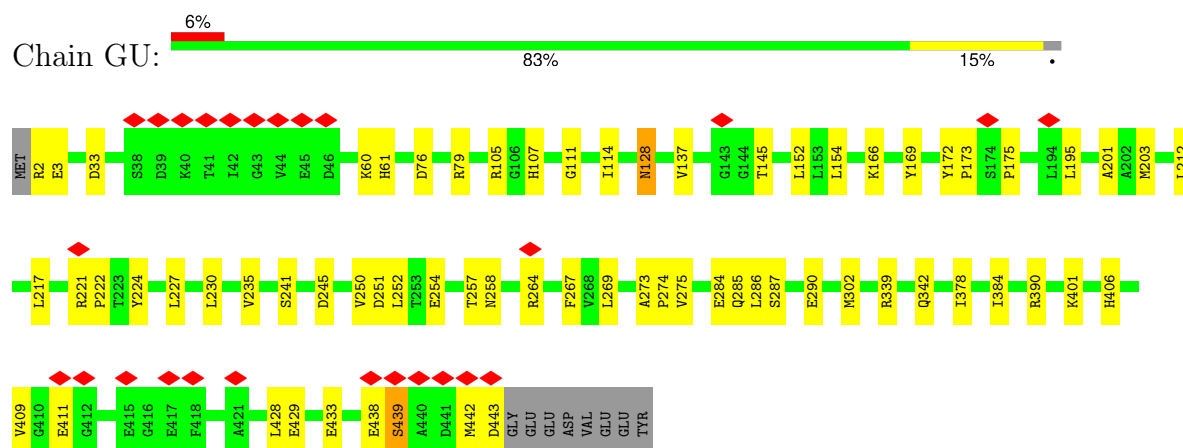 6%
Chain GU:
83% 15% •
MET R2 E3 D33 S38 D39 K40 T41 I42 G43 V44 E45 D46 K60 H61 D76 R79 R105 G106 H107 G111 I114 N128 V137 G143 G144 T145 L152 L153 L154 K166 Y169 Y172 P173 S174 P175 L194 L195 A201 A202 M203
L217 R221 P222 T223 Y224 L227 L230 V235 S241 D245 V250 D251 L252 T253 E254 T257 N258 R264 F267 V268 L269 A273 P274 V275 E284 Q285 L286 S287 E290 M302 R339 Q342 I378 I384 R390 K401 H406
V409 G410 E411 G412 E415 G416 E417 F418 A421 L428 E429 E433 E438 S439 A440 D441 M442 D443 GLY GLU GLU ASP VAL GLU GLU TYR